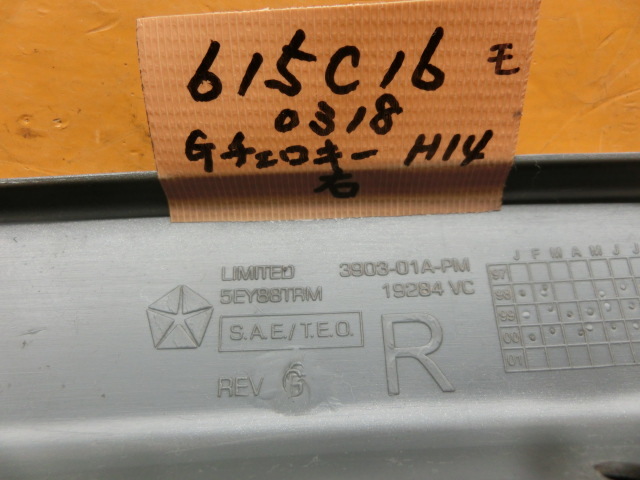 615C16 モ
0318
Gチェロキー H14
右
LIMITED 3903-01A-PM
5EY88TRM 19284 VC
S.A.E./T.E.O.
REV G
R
J F M A M J J
97
98
99
00
01